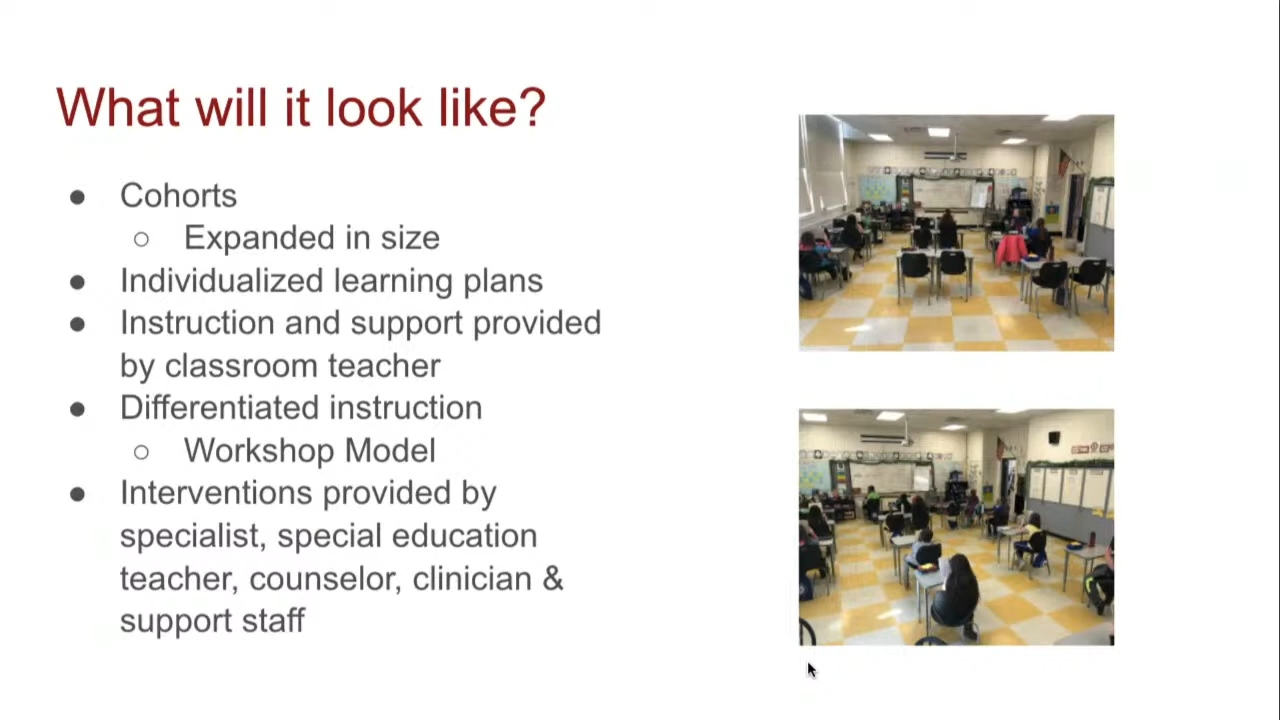 What will it look like?
● Cohorts
○ Expanded in size
● Individualized learning plans
● Instruction and support provided
by classroom teacher
● Differentiated instruction
○ Workshop Model
● Interventions provided by
specialist, special education
teacher, counselor, clinician &
support staff